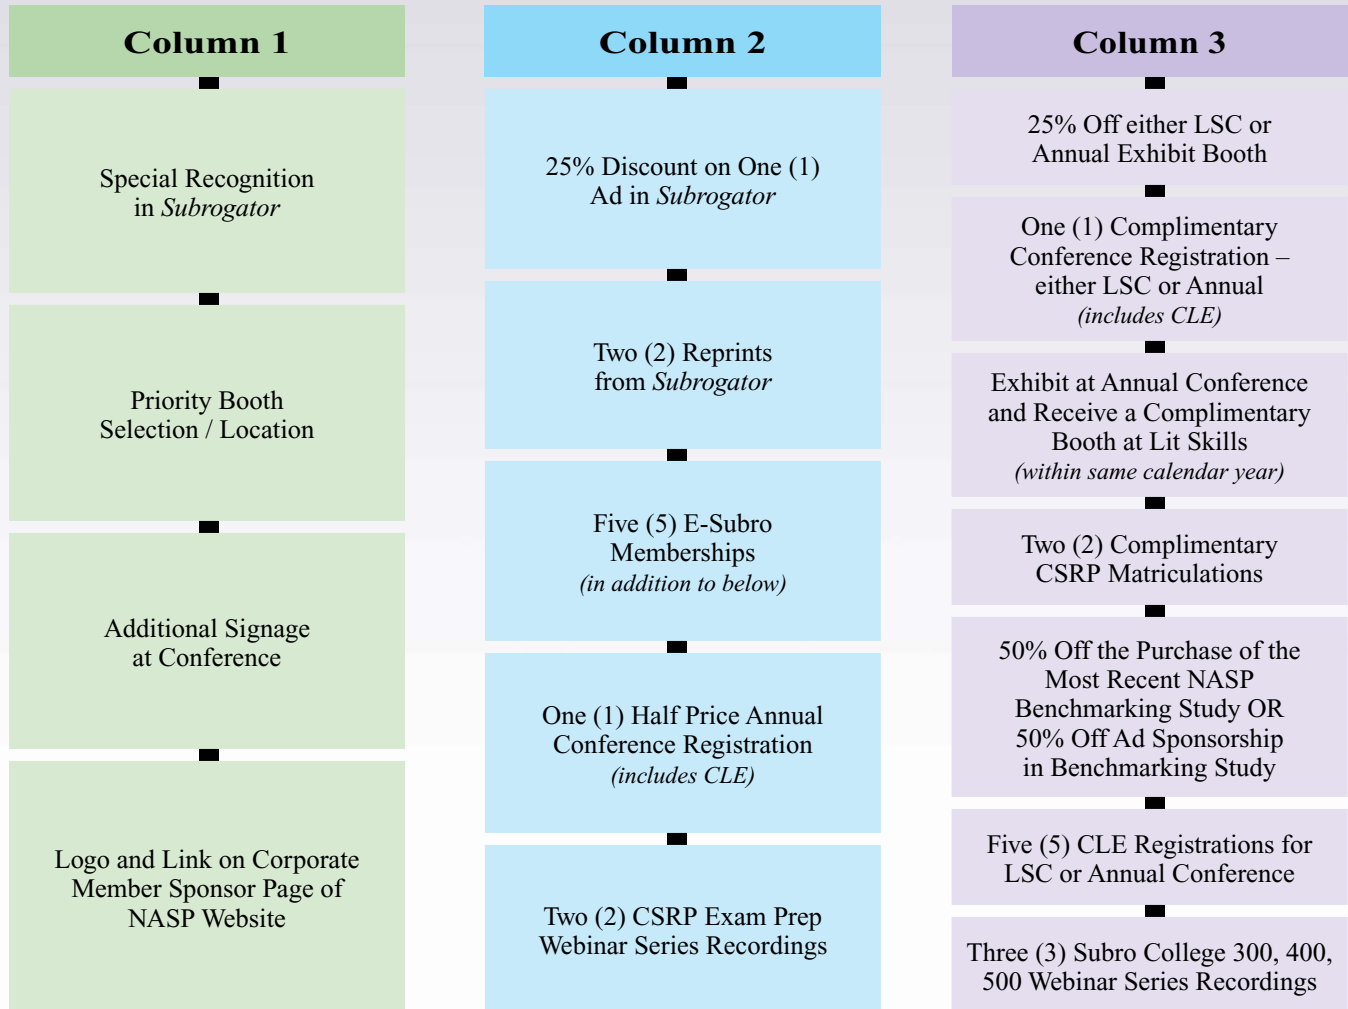 Column 1
Special Recognition
in Subrogator
Priority Booth
Selection / Location
Additional Signage
at Conference
Logo and Link on Corporate
Member Sponsor Page of
NASP Website
Column 2
25% Discount on One (1)
Ad in Subrogator
Two (2) Reprints
from Subrogator
Five (5) E-Subro
Memberships
(in addition to below)
One (1) Half Price Annual
Conference Registration
(includes CLE)
Two (2) CSRP Exam Prep
Webinar Series Recordings
Column 3
25% Off either LSC or
Annual Exhibit Booth
One (1) Complimentary
Conference Registration –
either LSC or Annual
(includes CLE)
Exhibit at Annual Conference
and Receive a Complimentary
Booth at Lit Skills
(within same calendar year)
Two (2) Complimentary
CSRP Matriculations
50% Off the Purchase of the
Most Recent NASP
Benchmarking Study OR
50% Off Ad Sponsorship
in Benchmarking Study
Five (5) CLE Registrations for
LSC or Annual Conference
Three (3) Subro College 300, 400,
500 Webinar Series Recordings